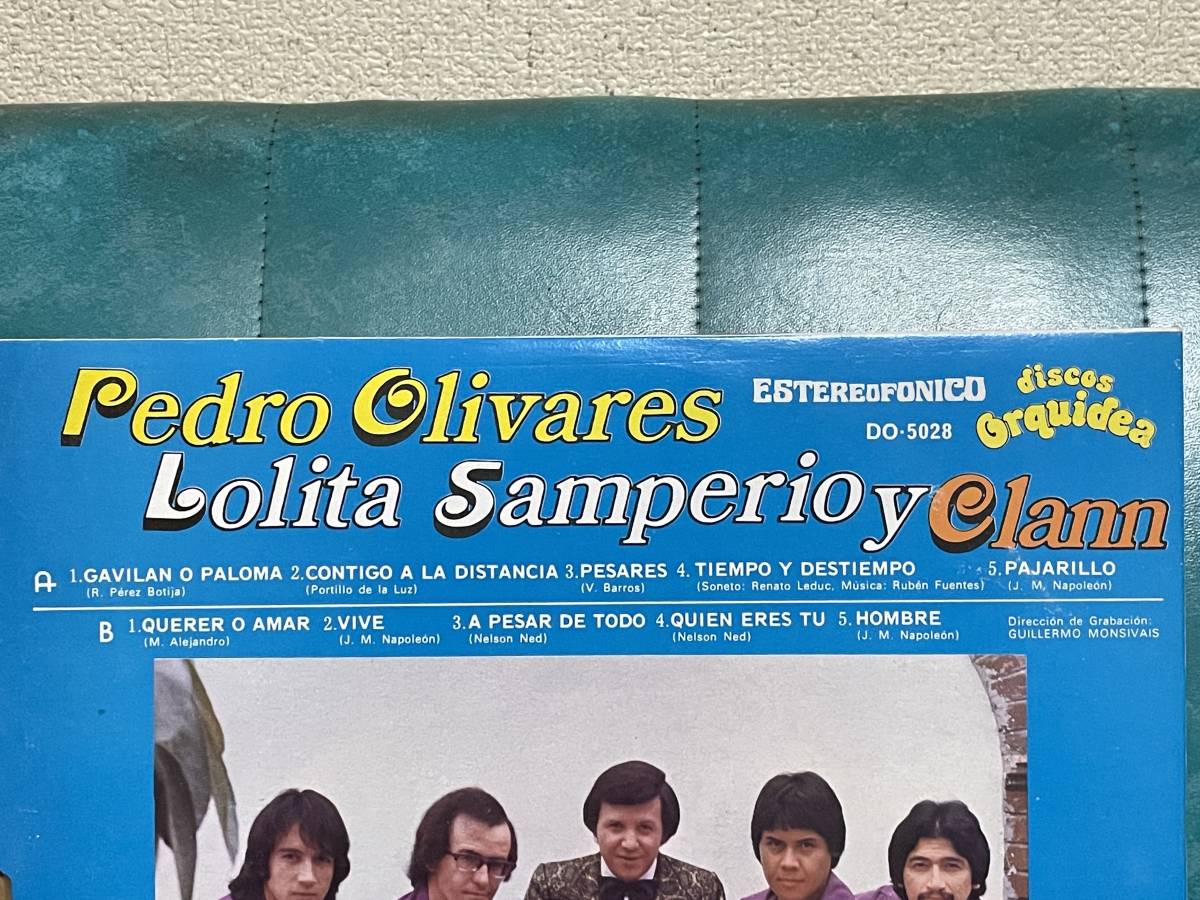 Pedro Olivares
ESTEREOFONICO
DO·5028
discos
Orquidea
Lolita Samperio y Clann
A 1.GAVILAN O PALOMA 2.CONTIGO A LA DISTANCIA 3.PESARES 4. TIEMPO Y DESTIEMPO 5. PAJARILLO
(R. Pérez Botija) (Portillo de la Luz) (V. Barros) (Soneto: Renato Leduc, Música: Rubén Fuentes) (J. M. Napoleón)
B 1.QUERER O AMAR 2.VIVE 3.A PESAR DE TODO 4.QUIEN ERES TU 5. HOMBRE
(M. Alejandro) (J. M. Napoleón) (Nelson Ned) (Nelson Ned) (J. M. Napoleón)
Dirección de Grabación:
GUILLERMO MONSIVAIS